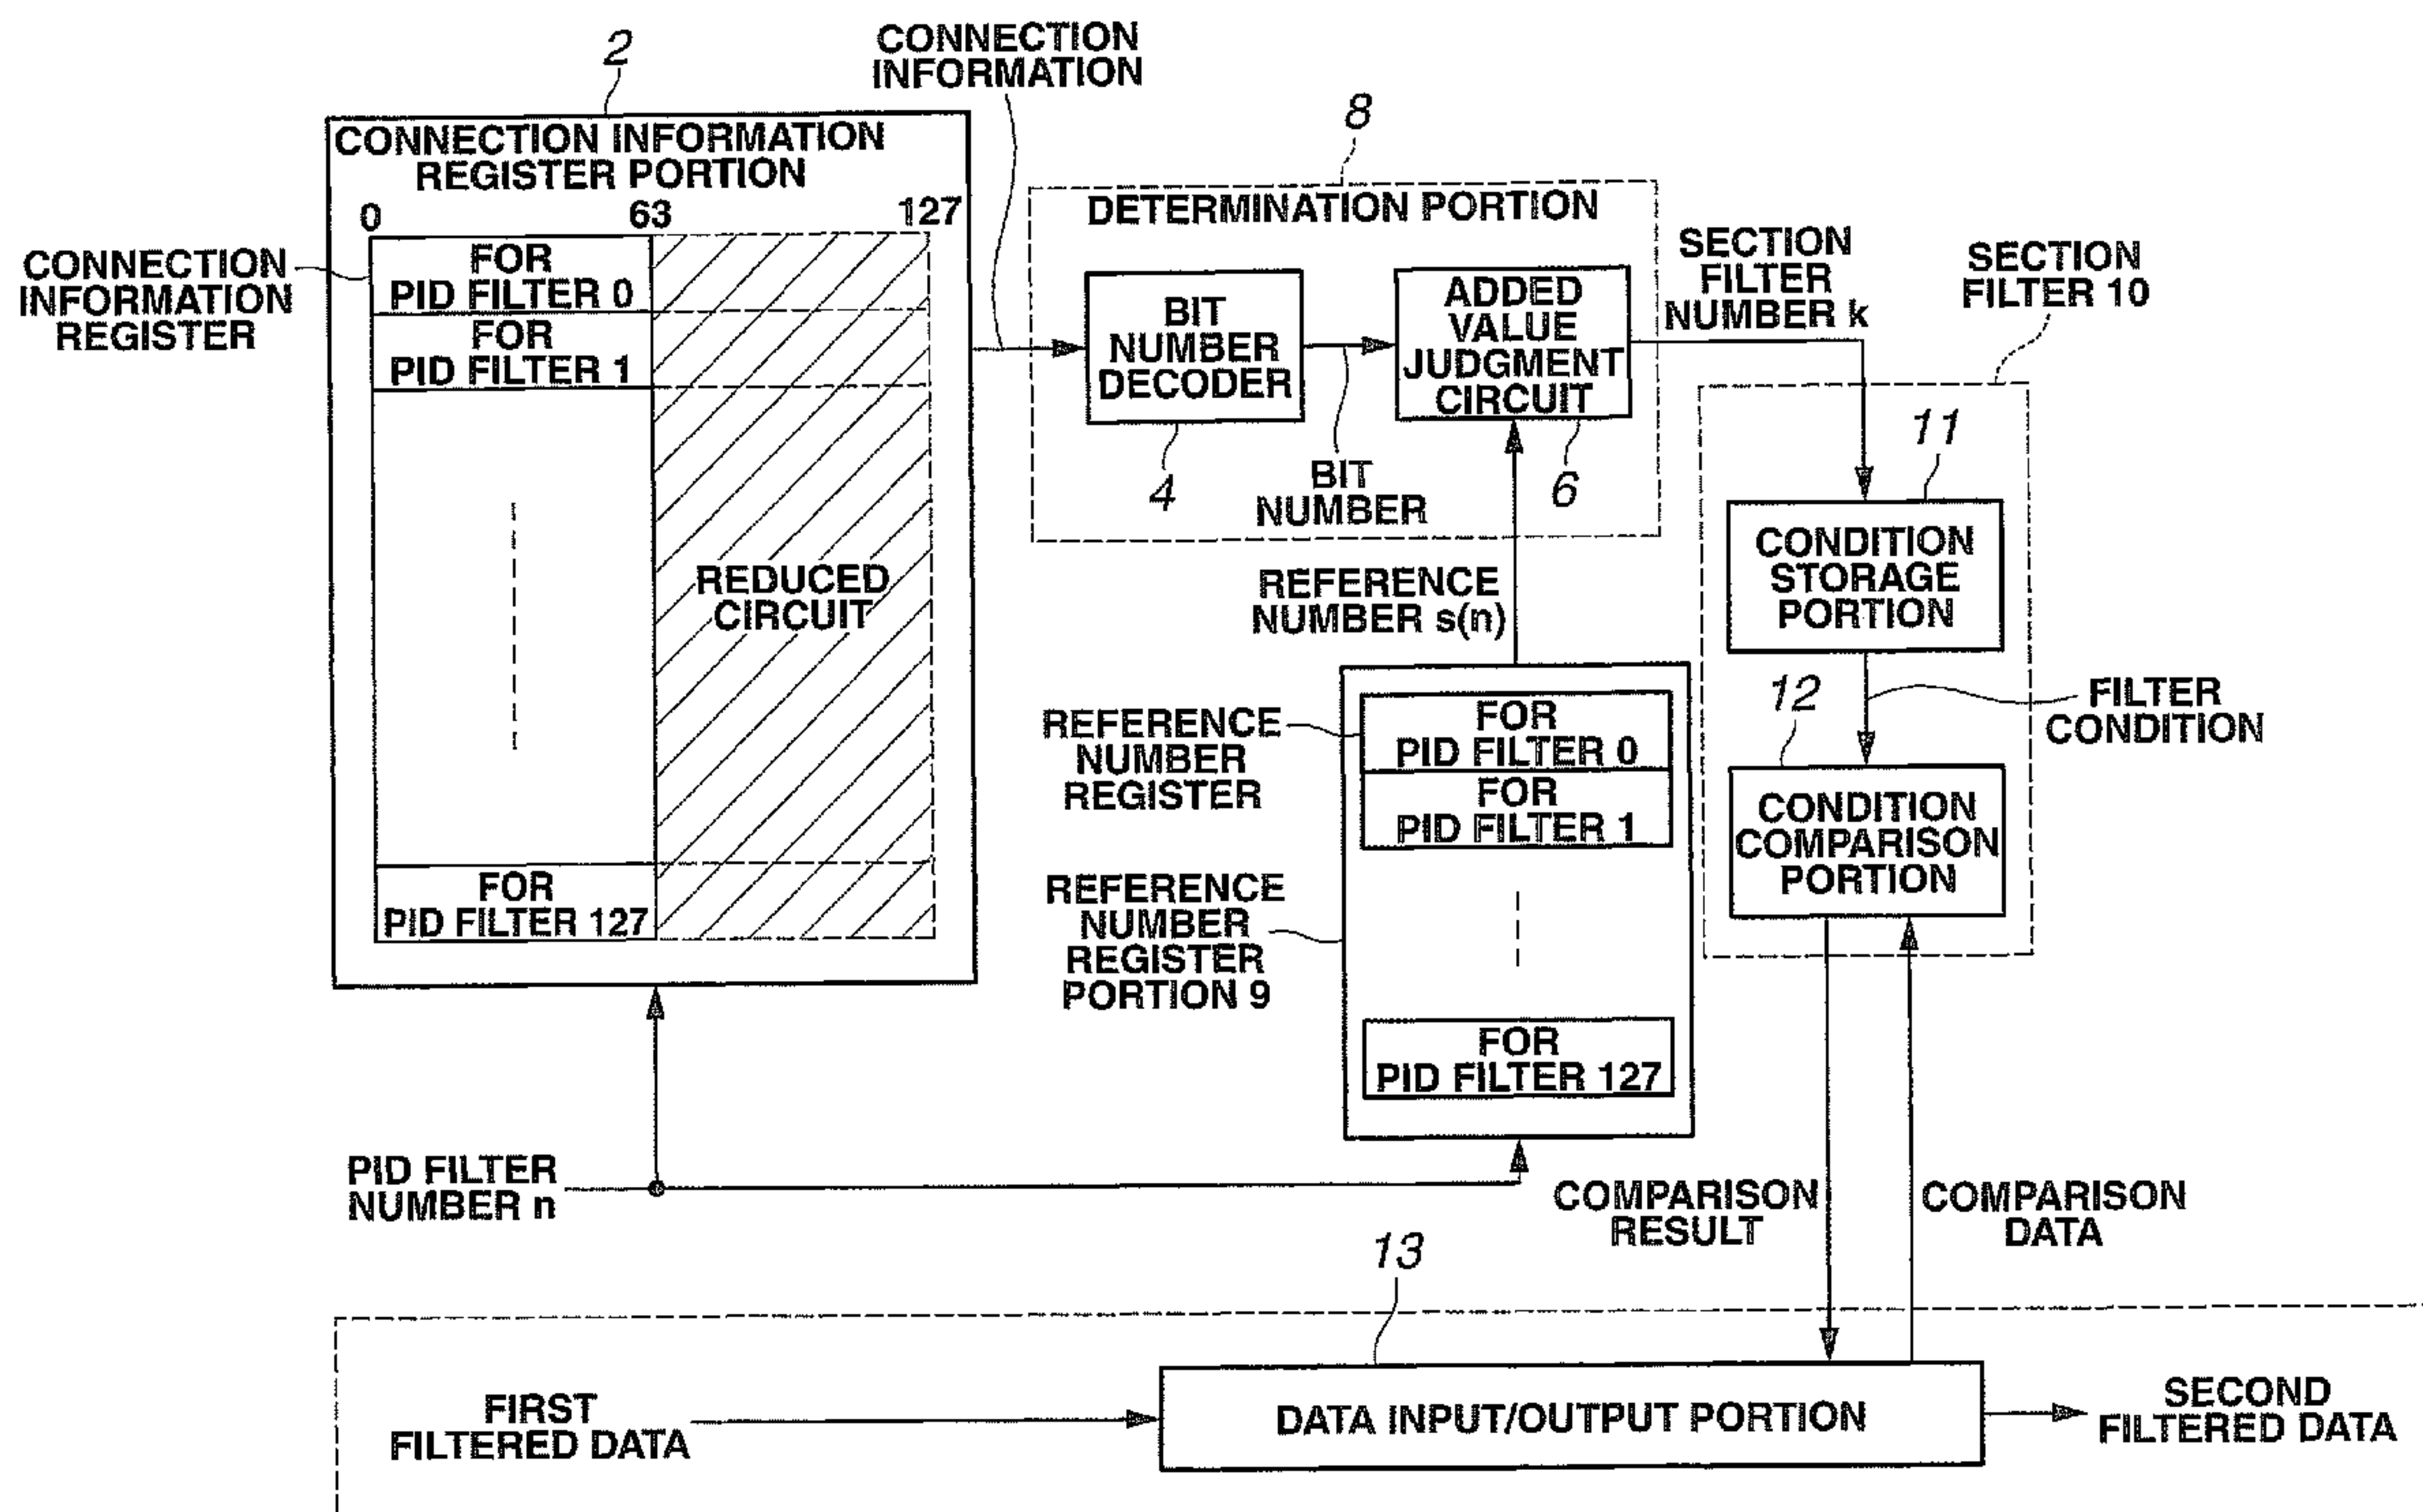 2
CONNECTION
INFORMATION
CONNECTION INFORMATION
REGISTER PORTION
0
63
127
CONNECTION
INFORMATION
REGISTER
FOR
PID FILTER 0
FOR
PID FILTER 1
REDUCED
CIRCUIT
FOR
PID FILTER 127
8
DETERMINATION PORTION
BIT
NUMBER
DECODER
4
BIT
NUMBER
ADDED
VALUE
JUDGMENT
CIRCUIT
6
SECTION
FILTER
NUMBER k
SECTION
FILTER 10
11
CONDITION
STORAGE
PORTION
FILTER
CONDITION
12
CONDITION
COMPARISON
PORTION
REFERENCE
NUMBER s(n)
REFERENCE
NUMBER
REGISTER
FOR
PID FILTER 0
FOR
PID FILTER 1
REFERENCE
NUMBER
REGISTER
PORTION 9
FOR
PID FILTER 127
PID FILTER
NUMBER n
COMPARISON
RESULT
COMPARISON
DATA
13
FIRST
FILTERED DATA
DATA INPUT/OUTPUT PORTION
SECOND
FILTERED DATA